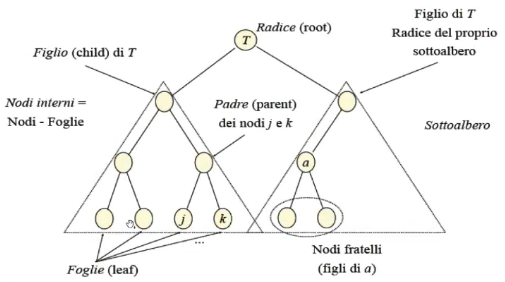 Radice (root)
T
Figlio (child) di T
Figlio di T
Radice del proprio
sottoalbero
Nodi interni =
Nodi - Foglie
Padre (parent)
dei nodi j e k
Sottoalbero
a
j
k
...
Foglie (leaf)
Nodi fratelli
(figli di a)